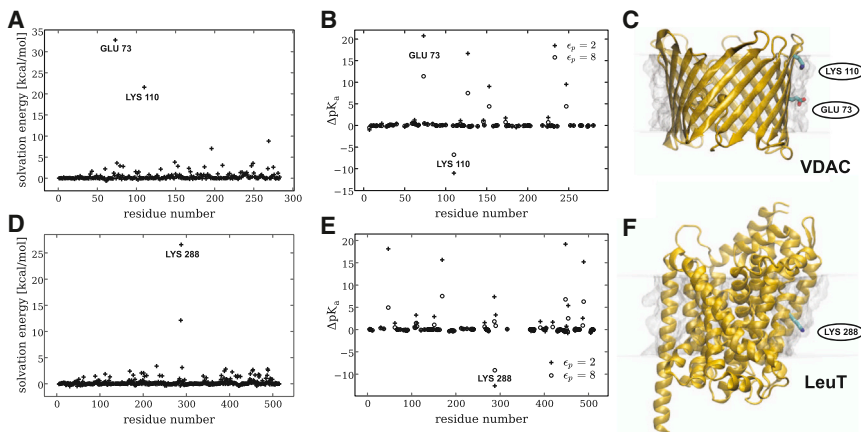 A
solvation energy [kcal/mol]
35
30
25
20
15
10
5
0
GLU 73
LYS 110
0 50 100 150 200 250 300
residue number
B
ΔpKa
20
15
10
5
0
−5
−10
−15
GLU 73
ϵp = 2
ϵp = 8
LYS 110
0 50 100 150 200 250
residue number
C
LYS 110
GLU 73
VDAC
D
solvation energy [kcal/mol]
25
20
15
10
5
0
LYS 288
0 100 200 300 400 500
residue number
E
ΔpKa
20
15
10
5
0
−5
−10
LYS 288
ϵp = 2
ϵp = 8
0 100 200 300 400 500
residue number
F
LYS 288
LeuT